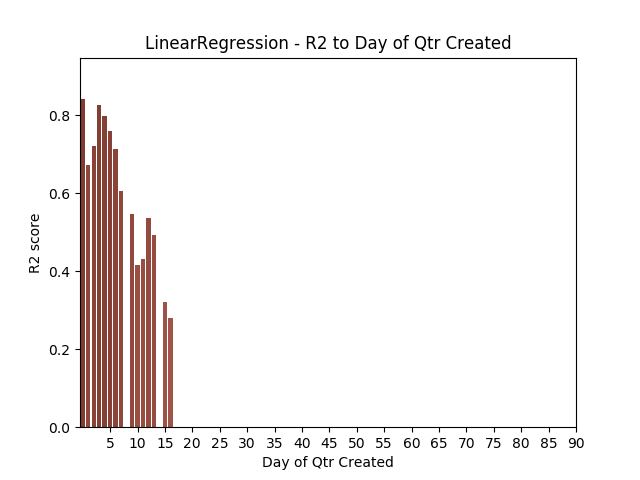 LinearRegression - R2 to Day of Qtr Created
0.8
0.6
0.4
0.2
0.0
R2 score
5 10 15 20 25 30 35 40 45 50 55 60 65 70 75 80 85 90
Day of Qtr Created